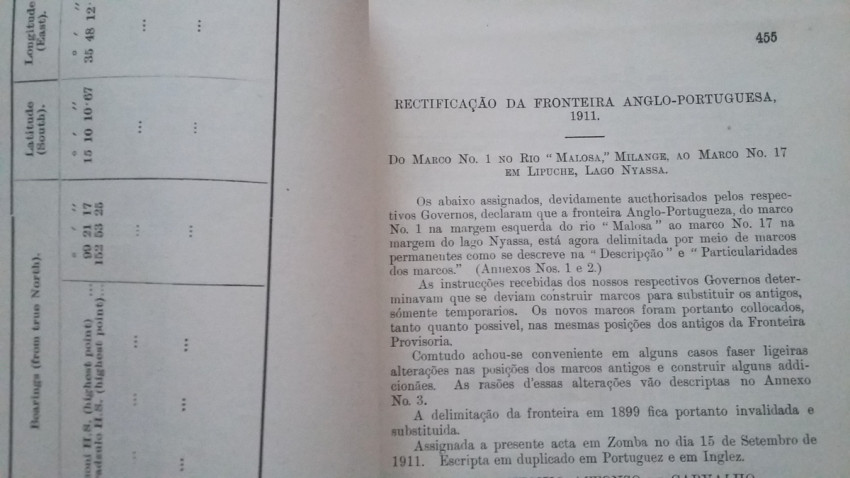 Longitude
(East).
° ′ ″
35 48 12·
... ...
Latitude
(South).
° ′ ″
15 10 10·67
... ...
Bearings (from true North).
° ′ ″
99 21 17
152 53 25
H.S. (highest point) ...
H.S. (highest point)...
455
RECTIFICAÇÃO DA FRONTEIRA ANGLO-PORTUGUESA,
1911.
DO MARCO NO. 1 NO RIO “MALOSA,” MILANGE, AO MARCO NO. 17
EM LIPUCHE, LAGO NYASSA.
Os abaixo assignados, devidamente aucthorisados pelos respec-
tivos Governos, declaram que a fronteira Anglo-Portugueza, do marco
No. 1 na margem esquerda do rio “Malosa” ao marco No. 17 na
margem do lago Nyassa, está agora delimitada por meio de marcos
permanentes como se descreve na “Descripção” e “Particularidades
dos marcos.” (Annexos Nos. 1 e 2.)
As instrucções recebidas dos nossos respectivos Governos deter-
minavam que se deviam construir marcos para substituir os antigos,
sómente temporarios. Os novos marcos foram portanto collocados,
tanto quanto possivel, nas mesmas posições dos antigos da Fronteira
Provisoria.
Comtudo achou-se conveniente em alguns casos faser ligeiras
alterações nas posições dos marcos antigos e construir alguns addi-
cionães. As rasões d'essas alterações vão descriptas no Annexo
No. 3.
A delimitação da fronteira em 1899 fica portanto invalidada e
substituida.
Assignada a presente acta em Zomba no dia 15 de Setembro de
1911. Escripta em duplicado em Portuguez e em Inglez.
CARVALHO